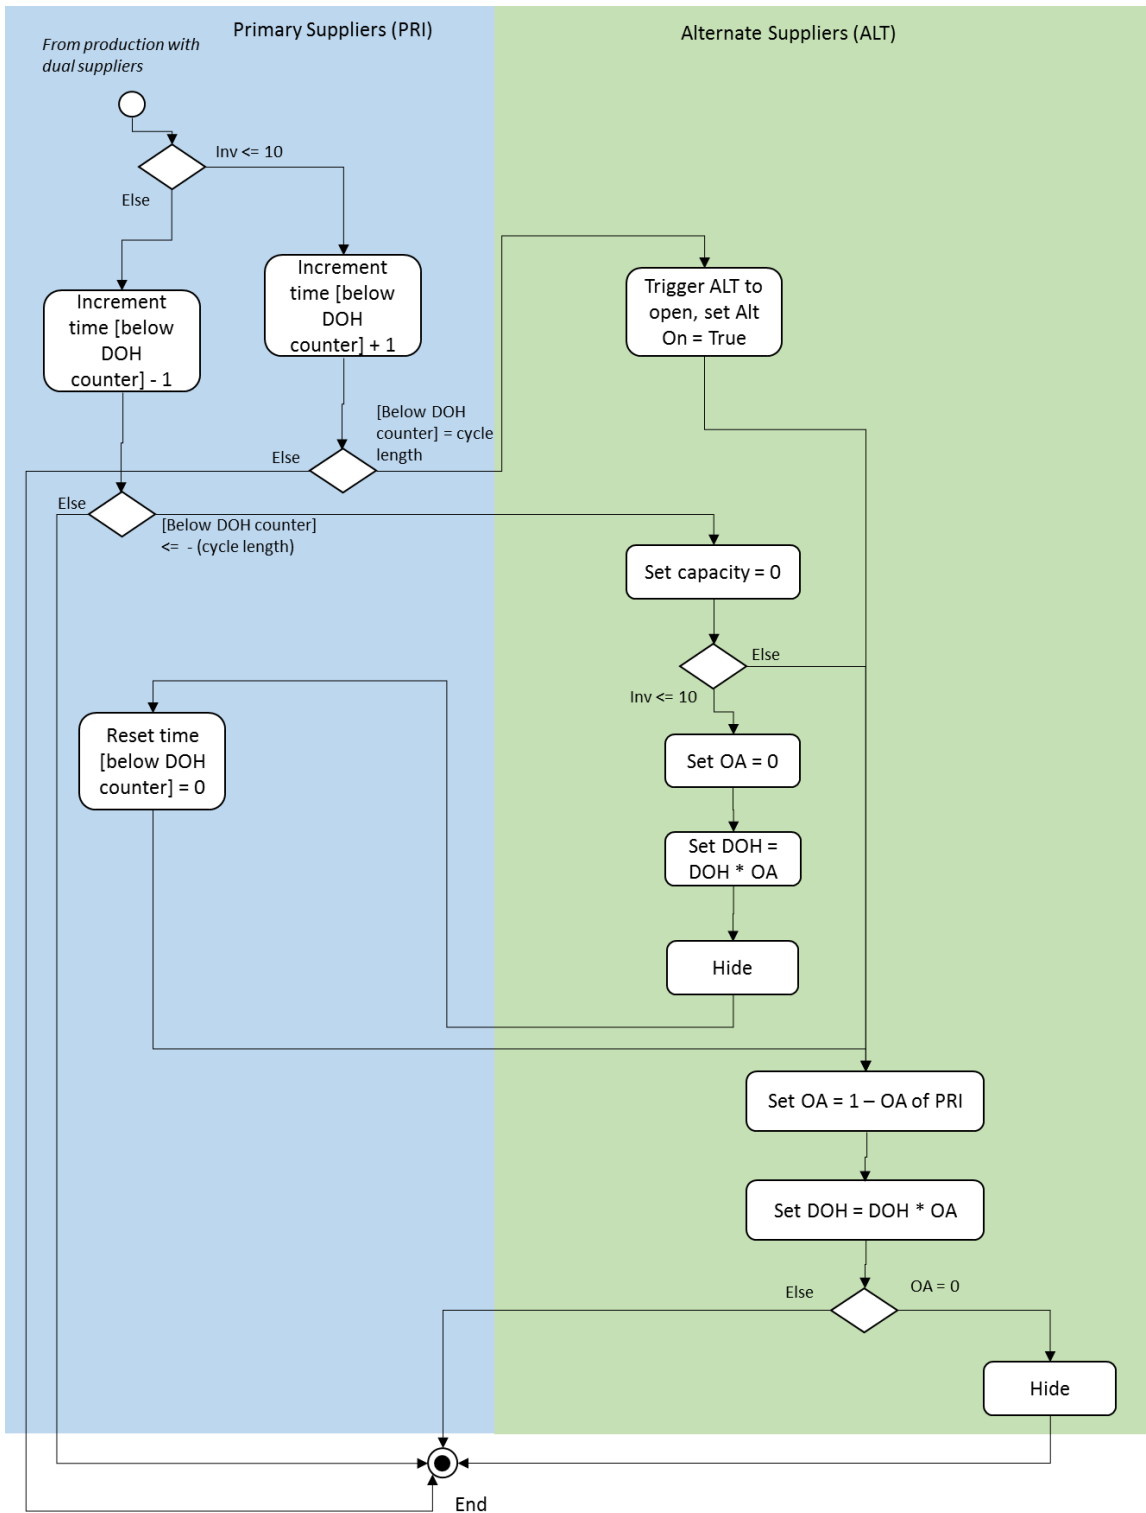 Primary Suppliers (PRI)
Alternate Suppliers (ALT)
From production with
dual suppliers
Inv <= 10
Else
Increment
time [below
DOH
counter] + 1
Trigger ALT to
open, set Alt
On = True
Increment
time [below
DOH
counter] - 1
[Below DOH
counter] = cycle
length
Else
Else
[Below DOH counter]
<= - (cycle length)
Set capacity = 0
Else
Inv <= 10
Reset time
[below DOH
counter] = 0
Set OA = 0
Set DOH =
DOH * OA
Hide
Set OA = 1 – OA of PRI
Set DOH = DOH * OA
Else
OA = 0
Hide
End